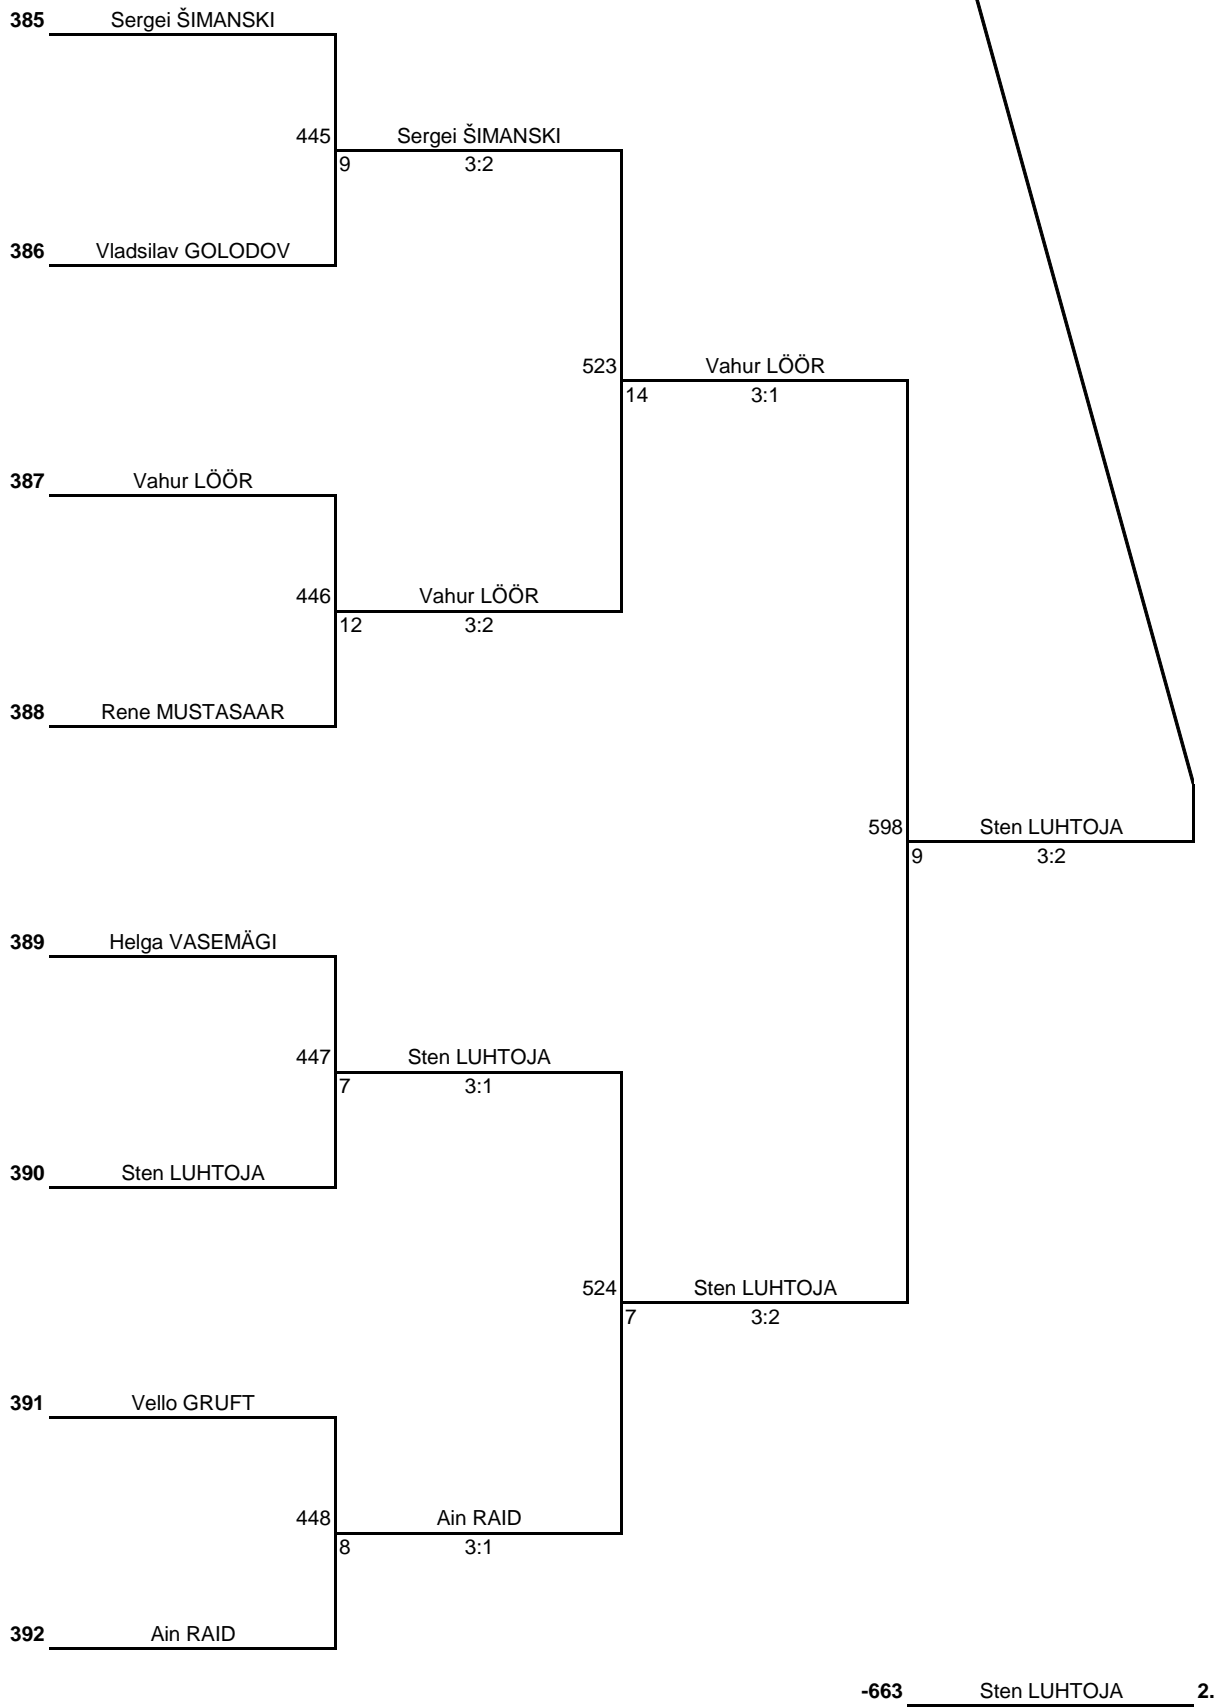 385 Sergei ŠIMANSKI
445 Sergei ŠIMANSKI
9 3:2
386 Vladsilav GOLODOV
523 Vahur LÖÖR
14 3:1
387 Vahur LÖÖR
446 Vahur LÖÖR
12 3:2
388 Rene MUSTASAAR
598 Sten LUHTOJA
9 3:2
389 Helga VASEMÄGI
447 Sten LUHTOJA
7 3:1
390 Sten LUHTOJA
524 Sten LUHTOJA
7 3:2
391 Vello GRUFT
448 Ain RAID
8 3:1
392 Ain RAID
-663 Sten LUHTOJA 2.